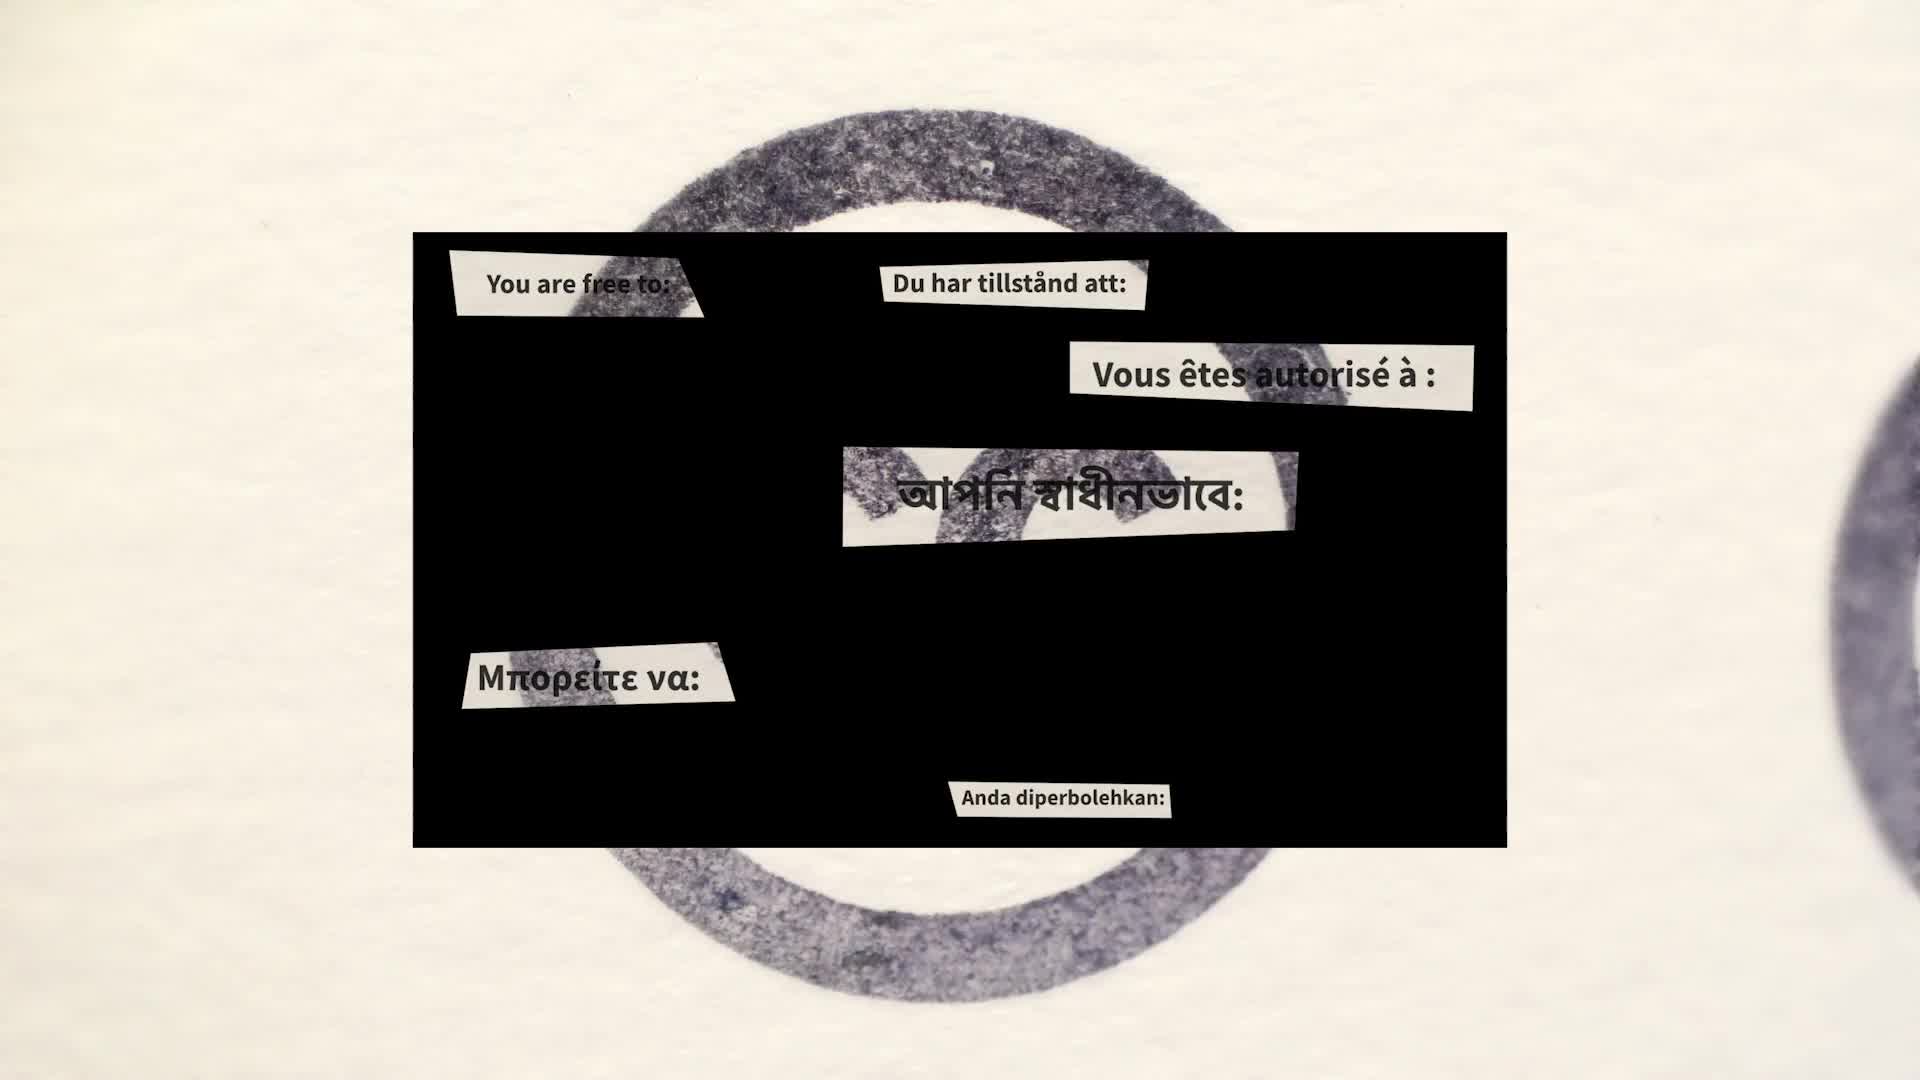 You are free to:
Du har tillstånd att:
Vous êtes autorisé à :
আপনি স্বাধীনভাবে:
Μπορείτε να:
Anda diperbolehkan: